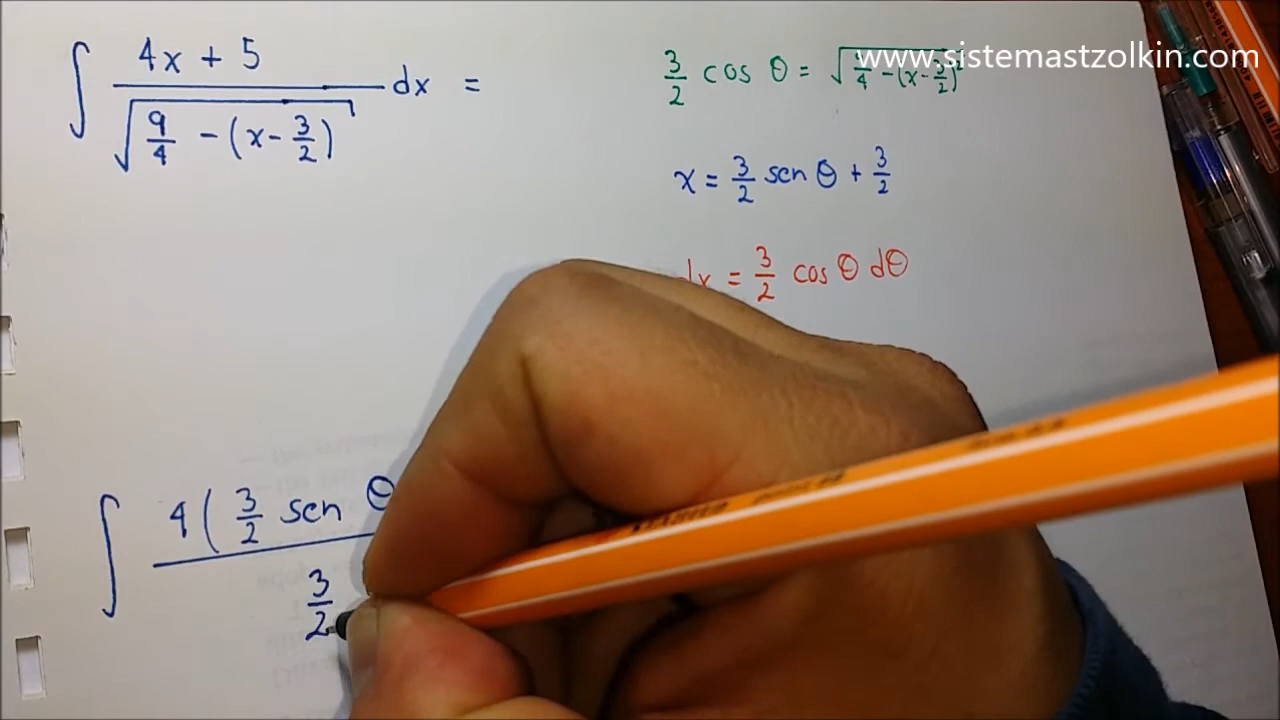 ∫ (4x + 5) / √(9/4 - (x - 3/2)) dx =
www.sistemastzolkin.com
3/2 cos θ = √(9/4 - (x - 3/2)²)
x = 3/2 sen θ + 3/2
dx = 3/2 cos θ dθ
∫ 4 ( 3/2 sen θ
3/2